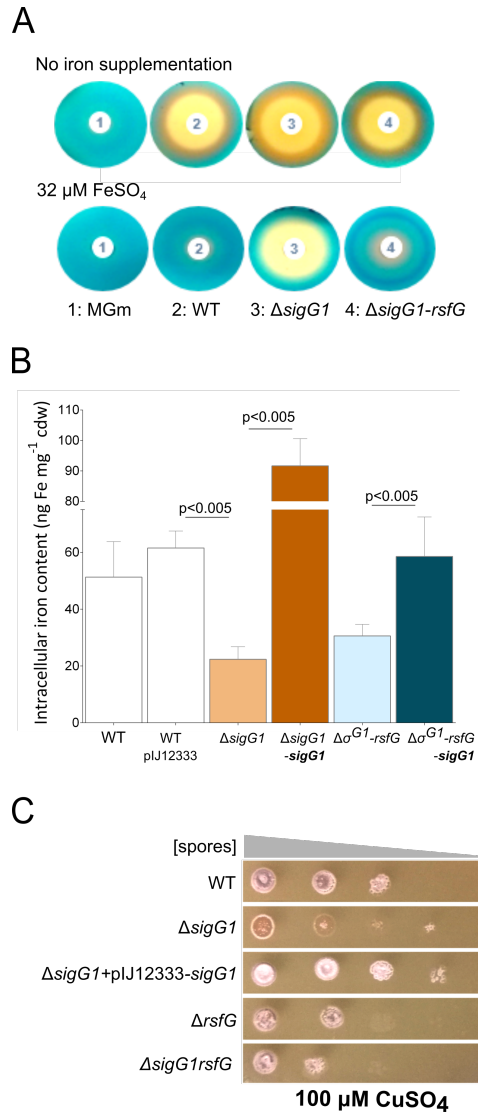 A
No iron supplementation
1 2 3 4
32 µM FeSO4
1 2 3 4
1: MGm 2: WT 3: ΔsigG1 4: ΔsigG1-rsfG
B
Intracellular iron content (ng Fe mg-1 cdw)
110
100
90
80
60
40
20
0
p<0.005
p<0.005
p<0.005
WT
WT
pIJ12333
ΔsigG1
ΔsigG1
-sigG1
ΔσG1-rsfG
ΔσG1-rsfG
-sigG1
C
[spores]
WT
ΔsigG1
ΔsigG1+pIJ12333-sigG1
ΔrsfG
ΔsigG1rsfG
100 µM CuSO4